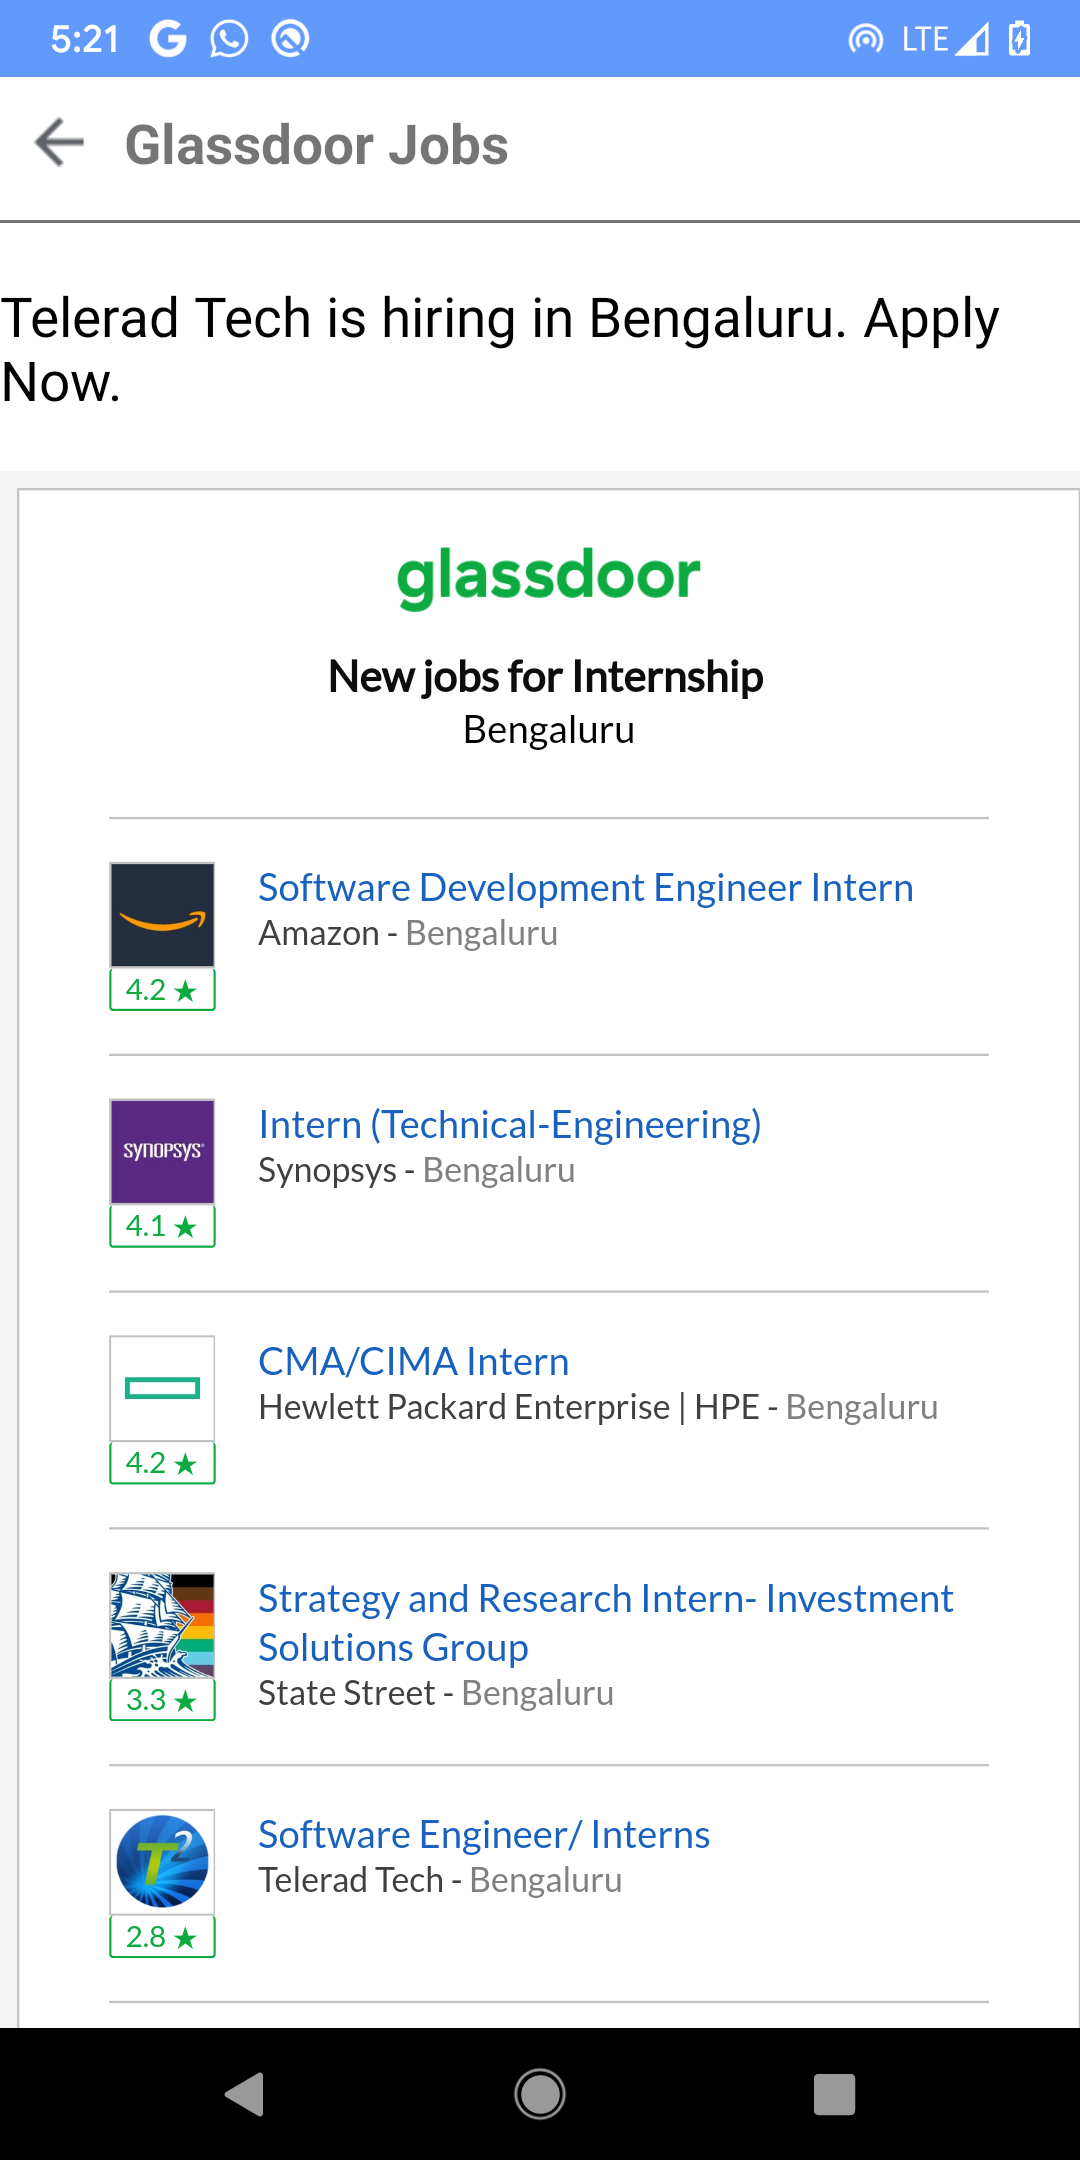 5:21
LTE
Glassdoor Jobs
Telerad Tech is hiring in Bengaluru. Apply
Now.
glassdoor
New jobs for Internship
Bengaluru
Software Development Engineer Intern
Amazon - Bengaluru
4.2 ★
Intern (Technical-Engineering)
SYNOPSYS
Synopsys - Bengaluru
4.1 ★
CMA/CIMA Intern
Hewlett Packard Enterprise | HPE - Bengaluru
4.2 ★
Strategy and Research Intern- Investment
Solutions Group
State Street - Bengaluru
3.3 ★
Software Engineer/ Interns
T2
Telerad Tech - Bengaluru
2.8 ★